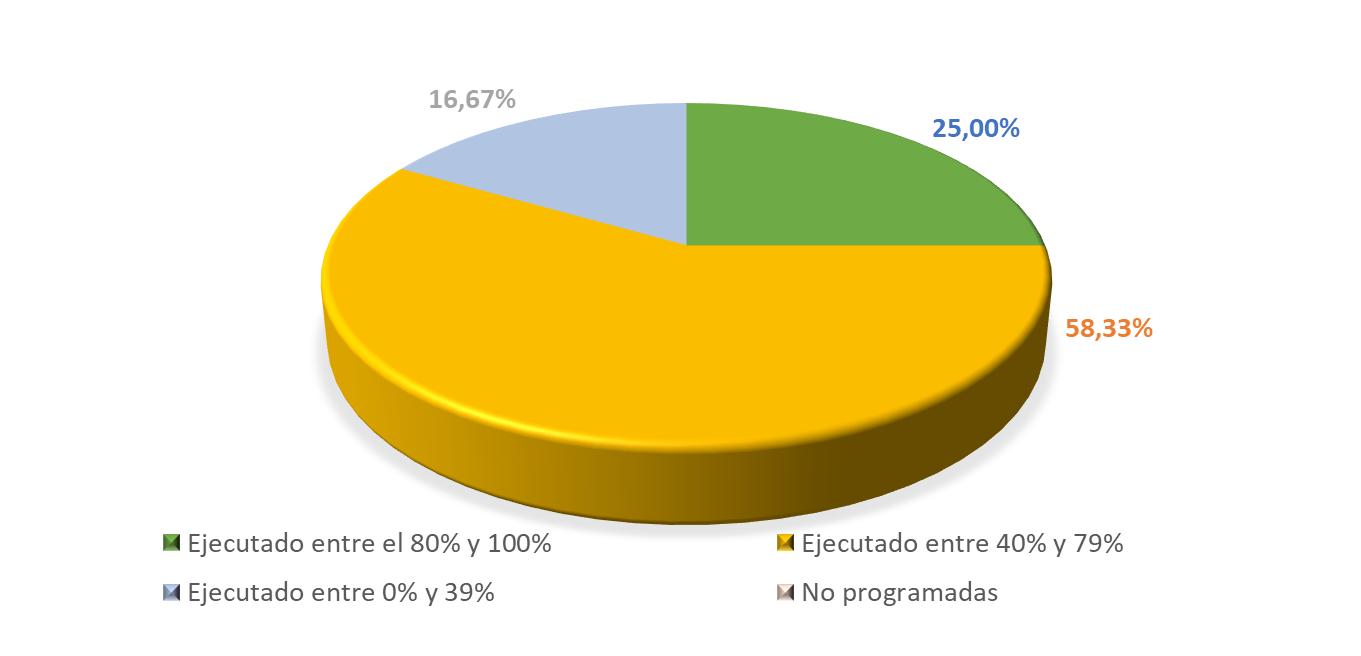 16,67%
25,00%
58,33%
Ejecutado entre el 80% y 100%
Ejecutado entre 40% y 79%
Ejecutado entre 0% y 39%
No programadas